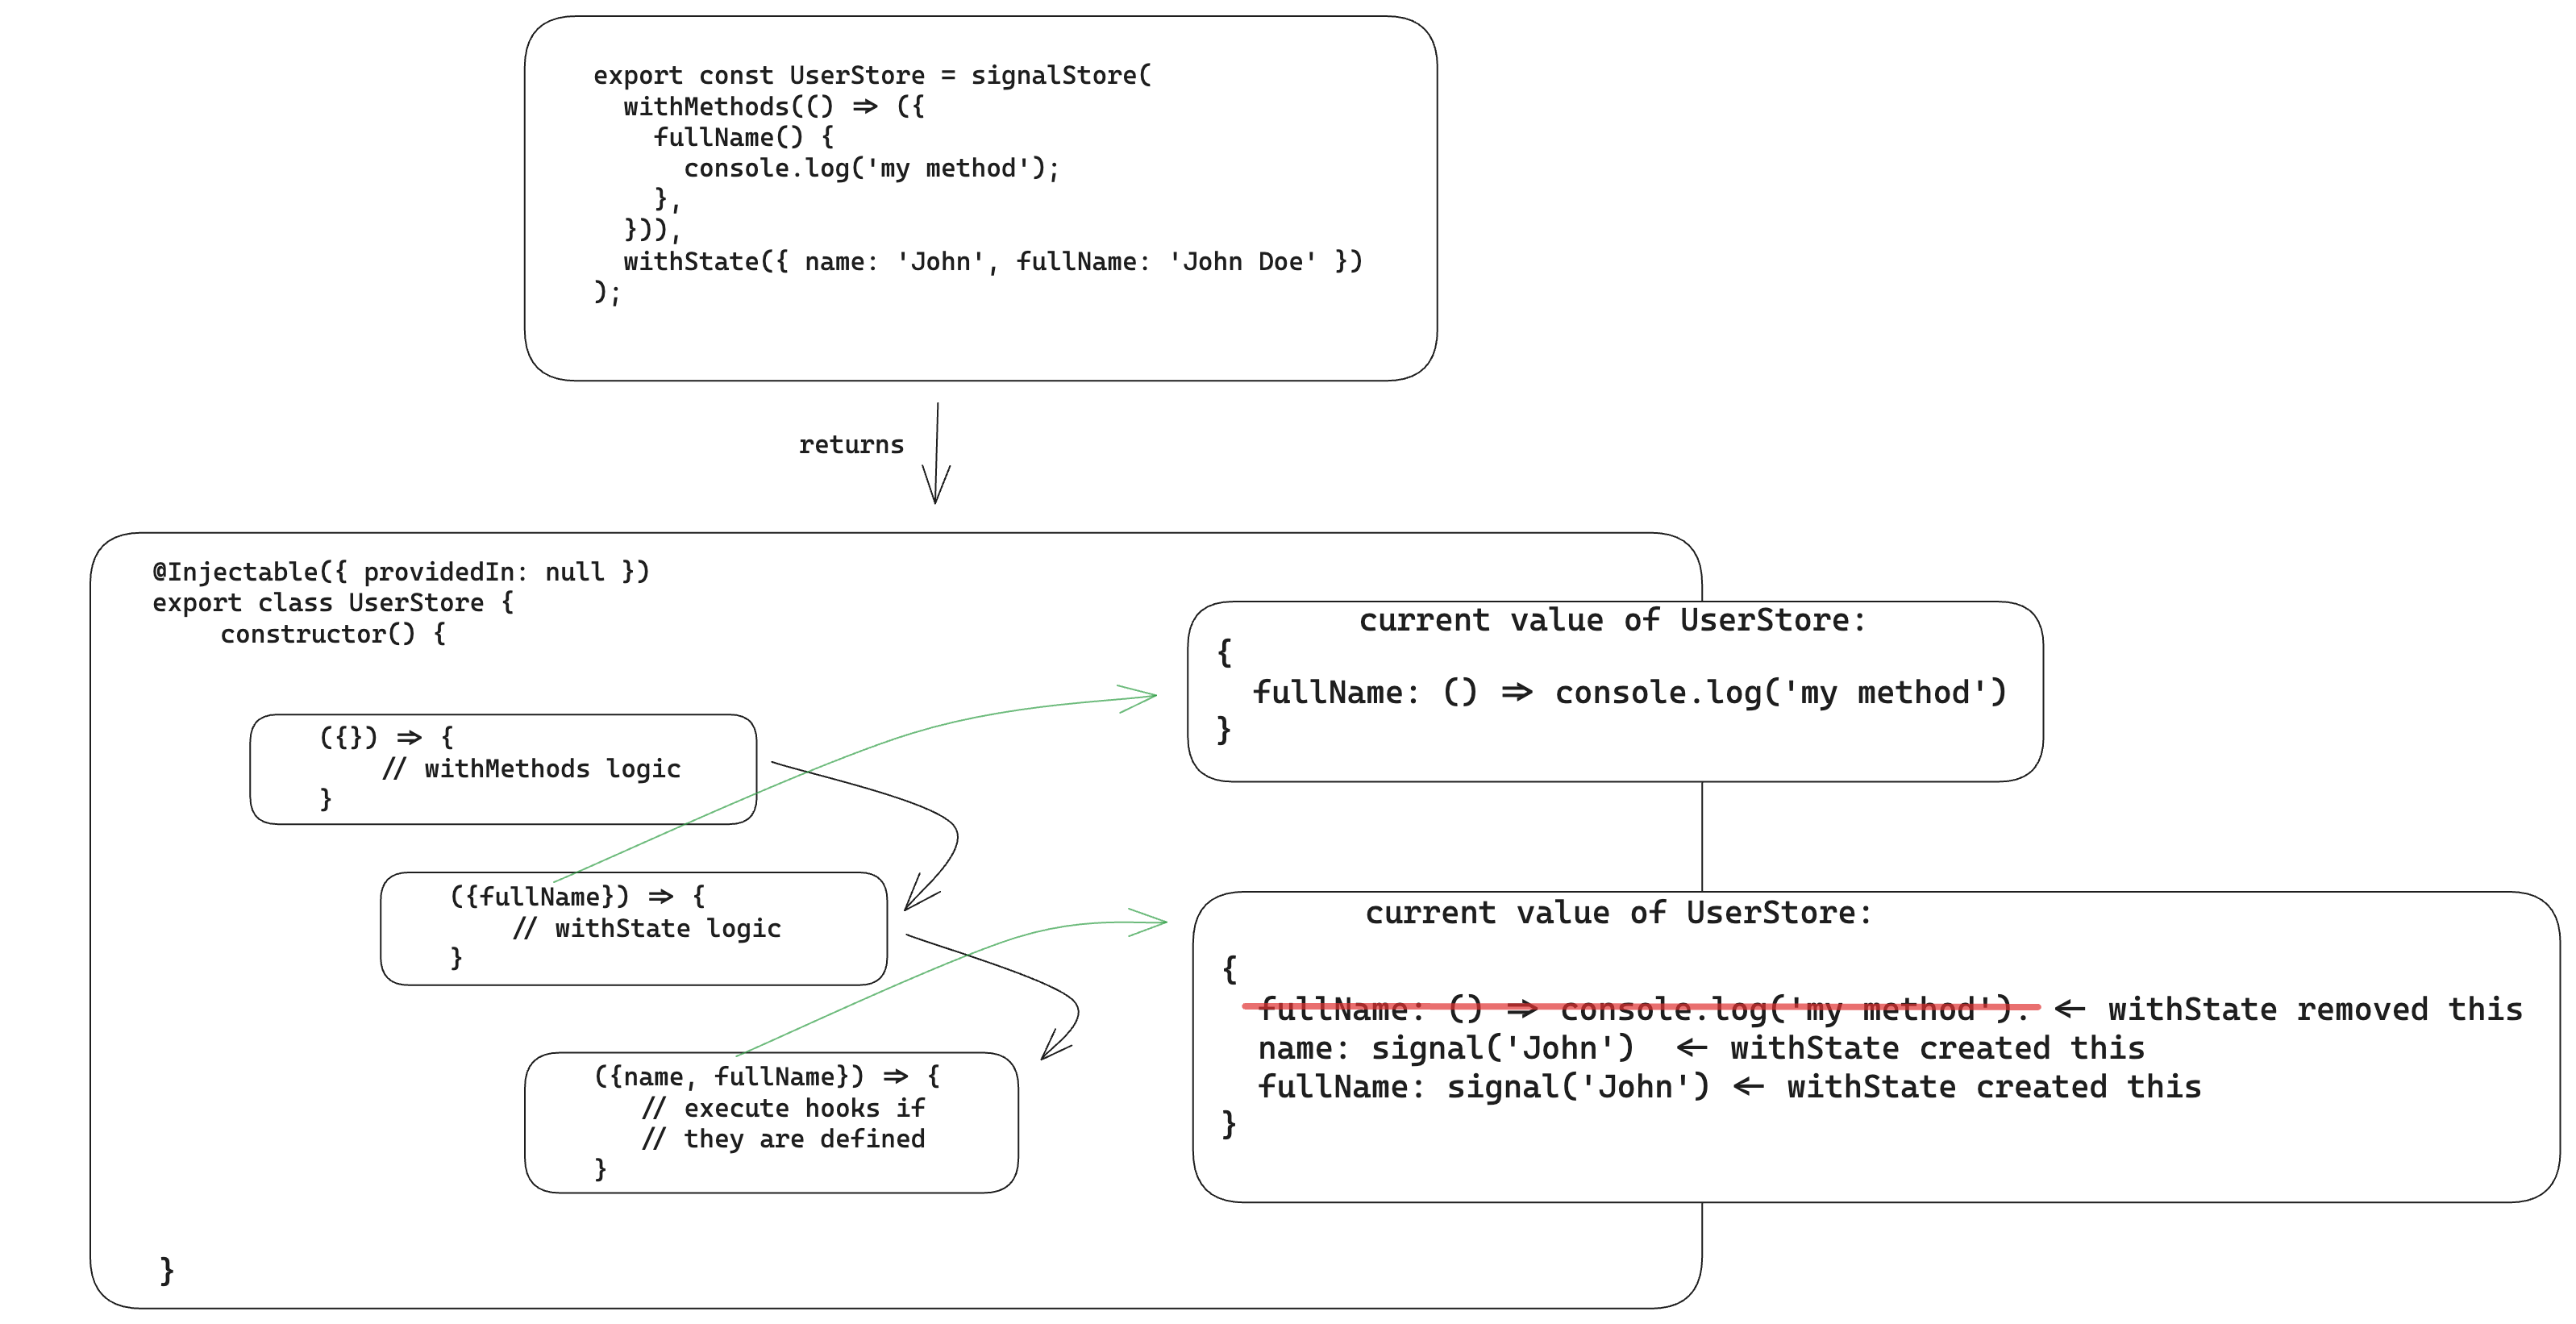 export const UserStore = signalStore(
withMethods(() => ({
fullName() {
console.log('my method');
},
})),
withState({ name: 'John', fullName: 'John Doe' })
);
returns
@Injectable({ providedIn: null })
export class UserStore {
constructor() {
({}) => {
// withMethods logic
}
({fullName}) => {
// withState logic
}
({name, fullName}) => {
// execute hooks if
// they are defined
}
}
current value of UserStore:
{
fullName: () => console.log('my method')
}
current value of UserStore:
{
fullName: () => console.log('my method'). <- withState removed this
name: signal('John') <- withState created this
fullName: signal('John') <- withState created this
}